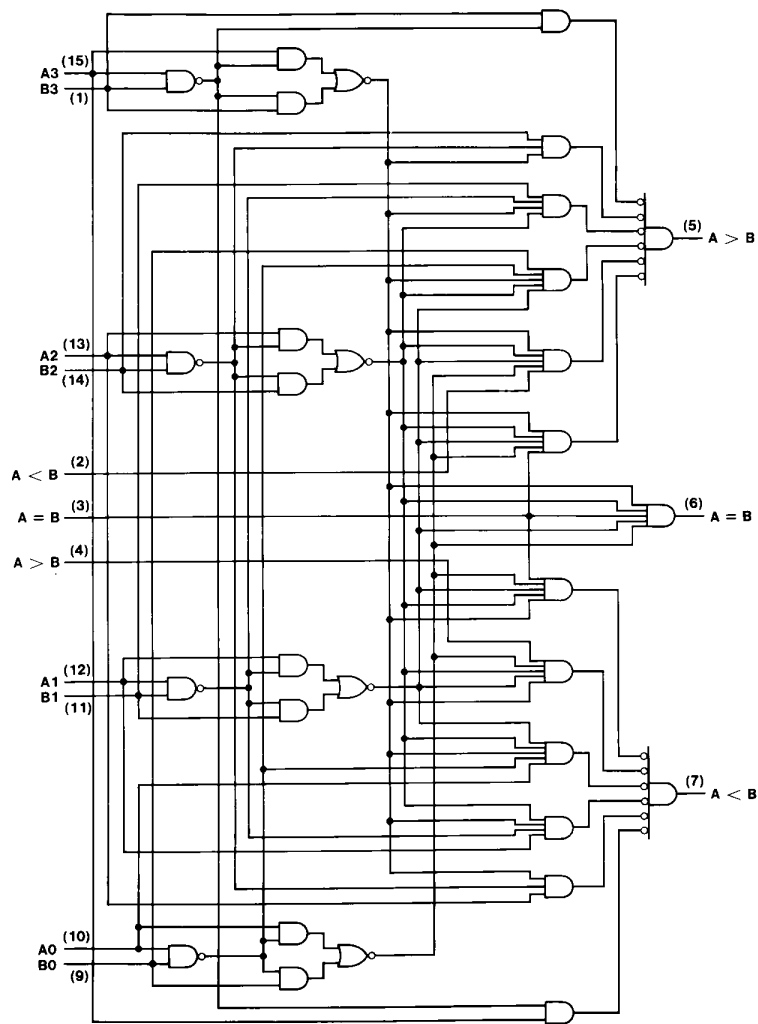 (15)
A3
B3
(1)
(5)
A > B
(13)
A2
B2
(14)
(2)
A < B
(3)
A = B
(6)
A = B
(4)
A > B
(12)
A1
B1
(11)
(7)
A < B
(10)
A0
B0
(9)